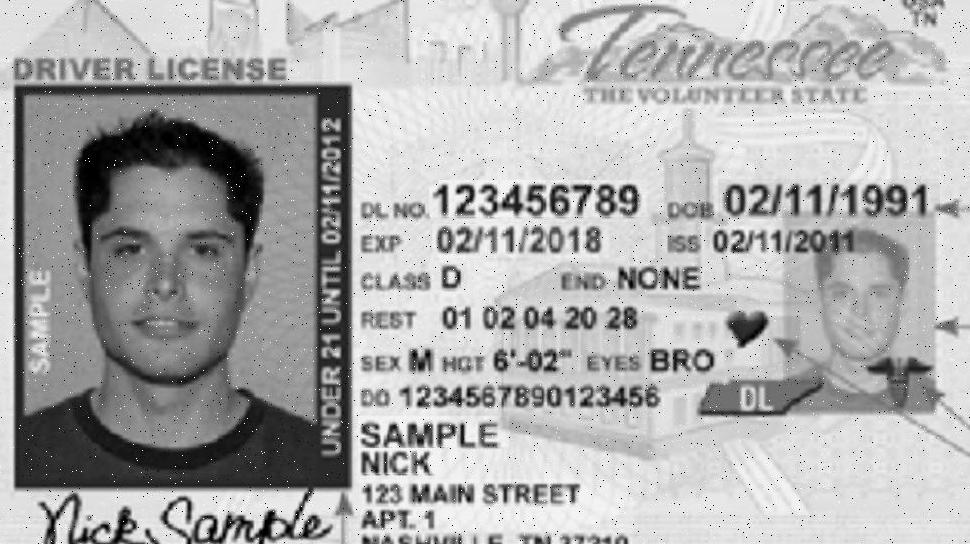 USA
TN
Tennessee
DRIVER LICENSE
THE VOLUNTEER STATE
UNDER 21 UNTIL 02/11/2012
SAMPLE
DL NO. 123456789 DOB 02/11/1991
EXP 02/11/2018 ISS 02/11/2011
CLASS D END NONE
REST 01 02 04 20 28
SEX M HGT 6'-02" EYES BRO
DD 1234567890123456
DL
SAMPLE
NICK
123 MAIN STREET
APT. 1
NASHVILLE, TN 37210
Nick Sample